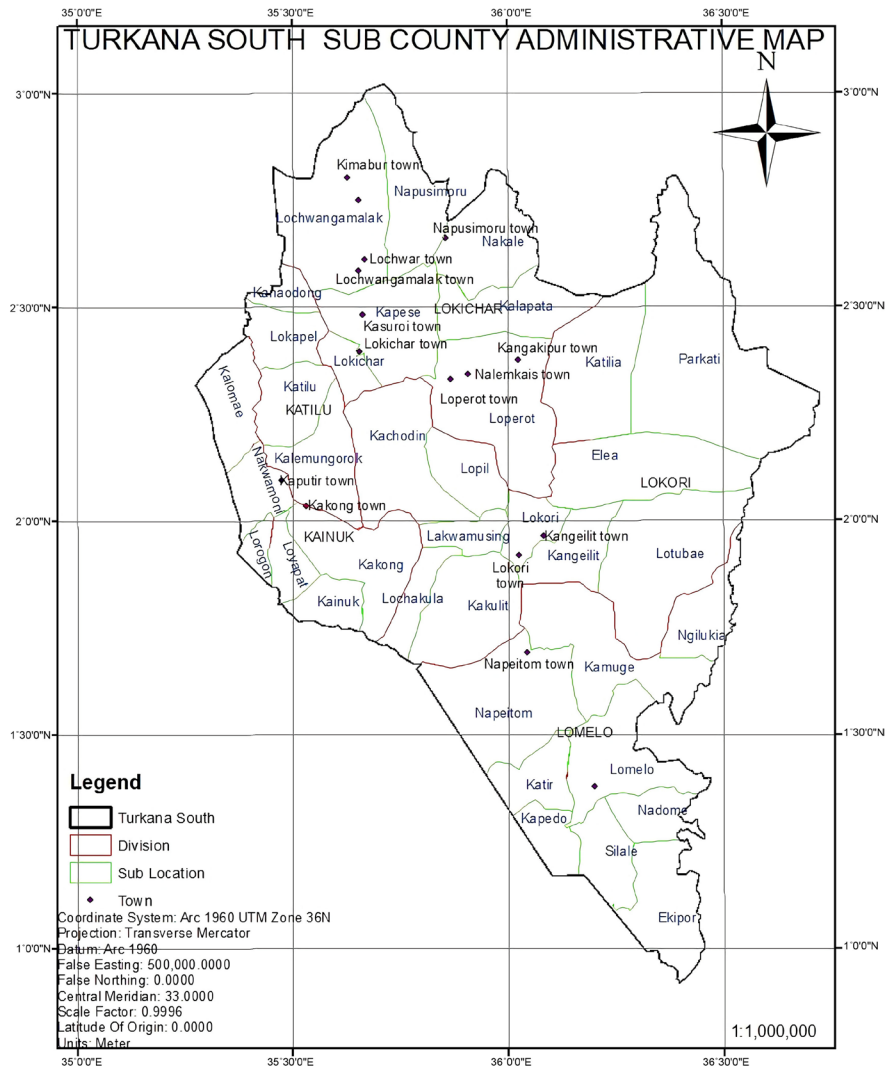 35°0'0"E 35°30'0"E 36°0'0"E 36°30'0"E
TURKANA SOUTH SUB COUNTY ADMINISTRATIVE MAP
N
3°0'0"N 3°0'0"N
Kimabur town
Napusimoru
Lochwangamalak
Napusimoru town
Nakale
Lochwar town
Lochwangamalak town
Kanaodong
2°30'0"N 2°30'0"N
Kapese LOKICHAR Kalapata
Kasuroi town
Lokapel Lokichar town
Kangakipur town
Lokichar Katilia Parkati
Nalemkais town
Kalomae Katilu
Loperot town
KATILU
Loperot
Kachodin
Elea
Kalemungorok Lopil
Nakwamoni Kaputir town LOKORI
Kakong town
2°0'0"N 2°0'0"N
Lokori
KAINUK Lakwamusing Kangeilit town
Lorogon Loyapat Kangeilit Lotubae
Kakong Lokori
town
Kainuk Lochakula Kakulit
Ngilukia
Napeitom town Kamuge
Napeitom
1°30'0"N LOMELO 1°30'0"N
Lomelo
Legend Katir
Turkana South Kapedo Nadome
Division Silale
Sub Location
Town
Coordinate System: Arc 1960 UTM Zone 36N Ekipor
Projection: Transverse Mercator
Datum: Arc 1960
1°0'0"N 1°0'0"N
False Easting: 500,000.0000
False Northing: 0.0000
Central Meridian: 33.0000
Scale Factor: 0.9996
Latitude Of Origin: 0.0000
1:1,000,000
Units: Meter
35°0'0"E 35°30'0"E 36°0'0"E 36°30'0"E